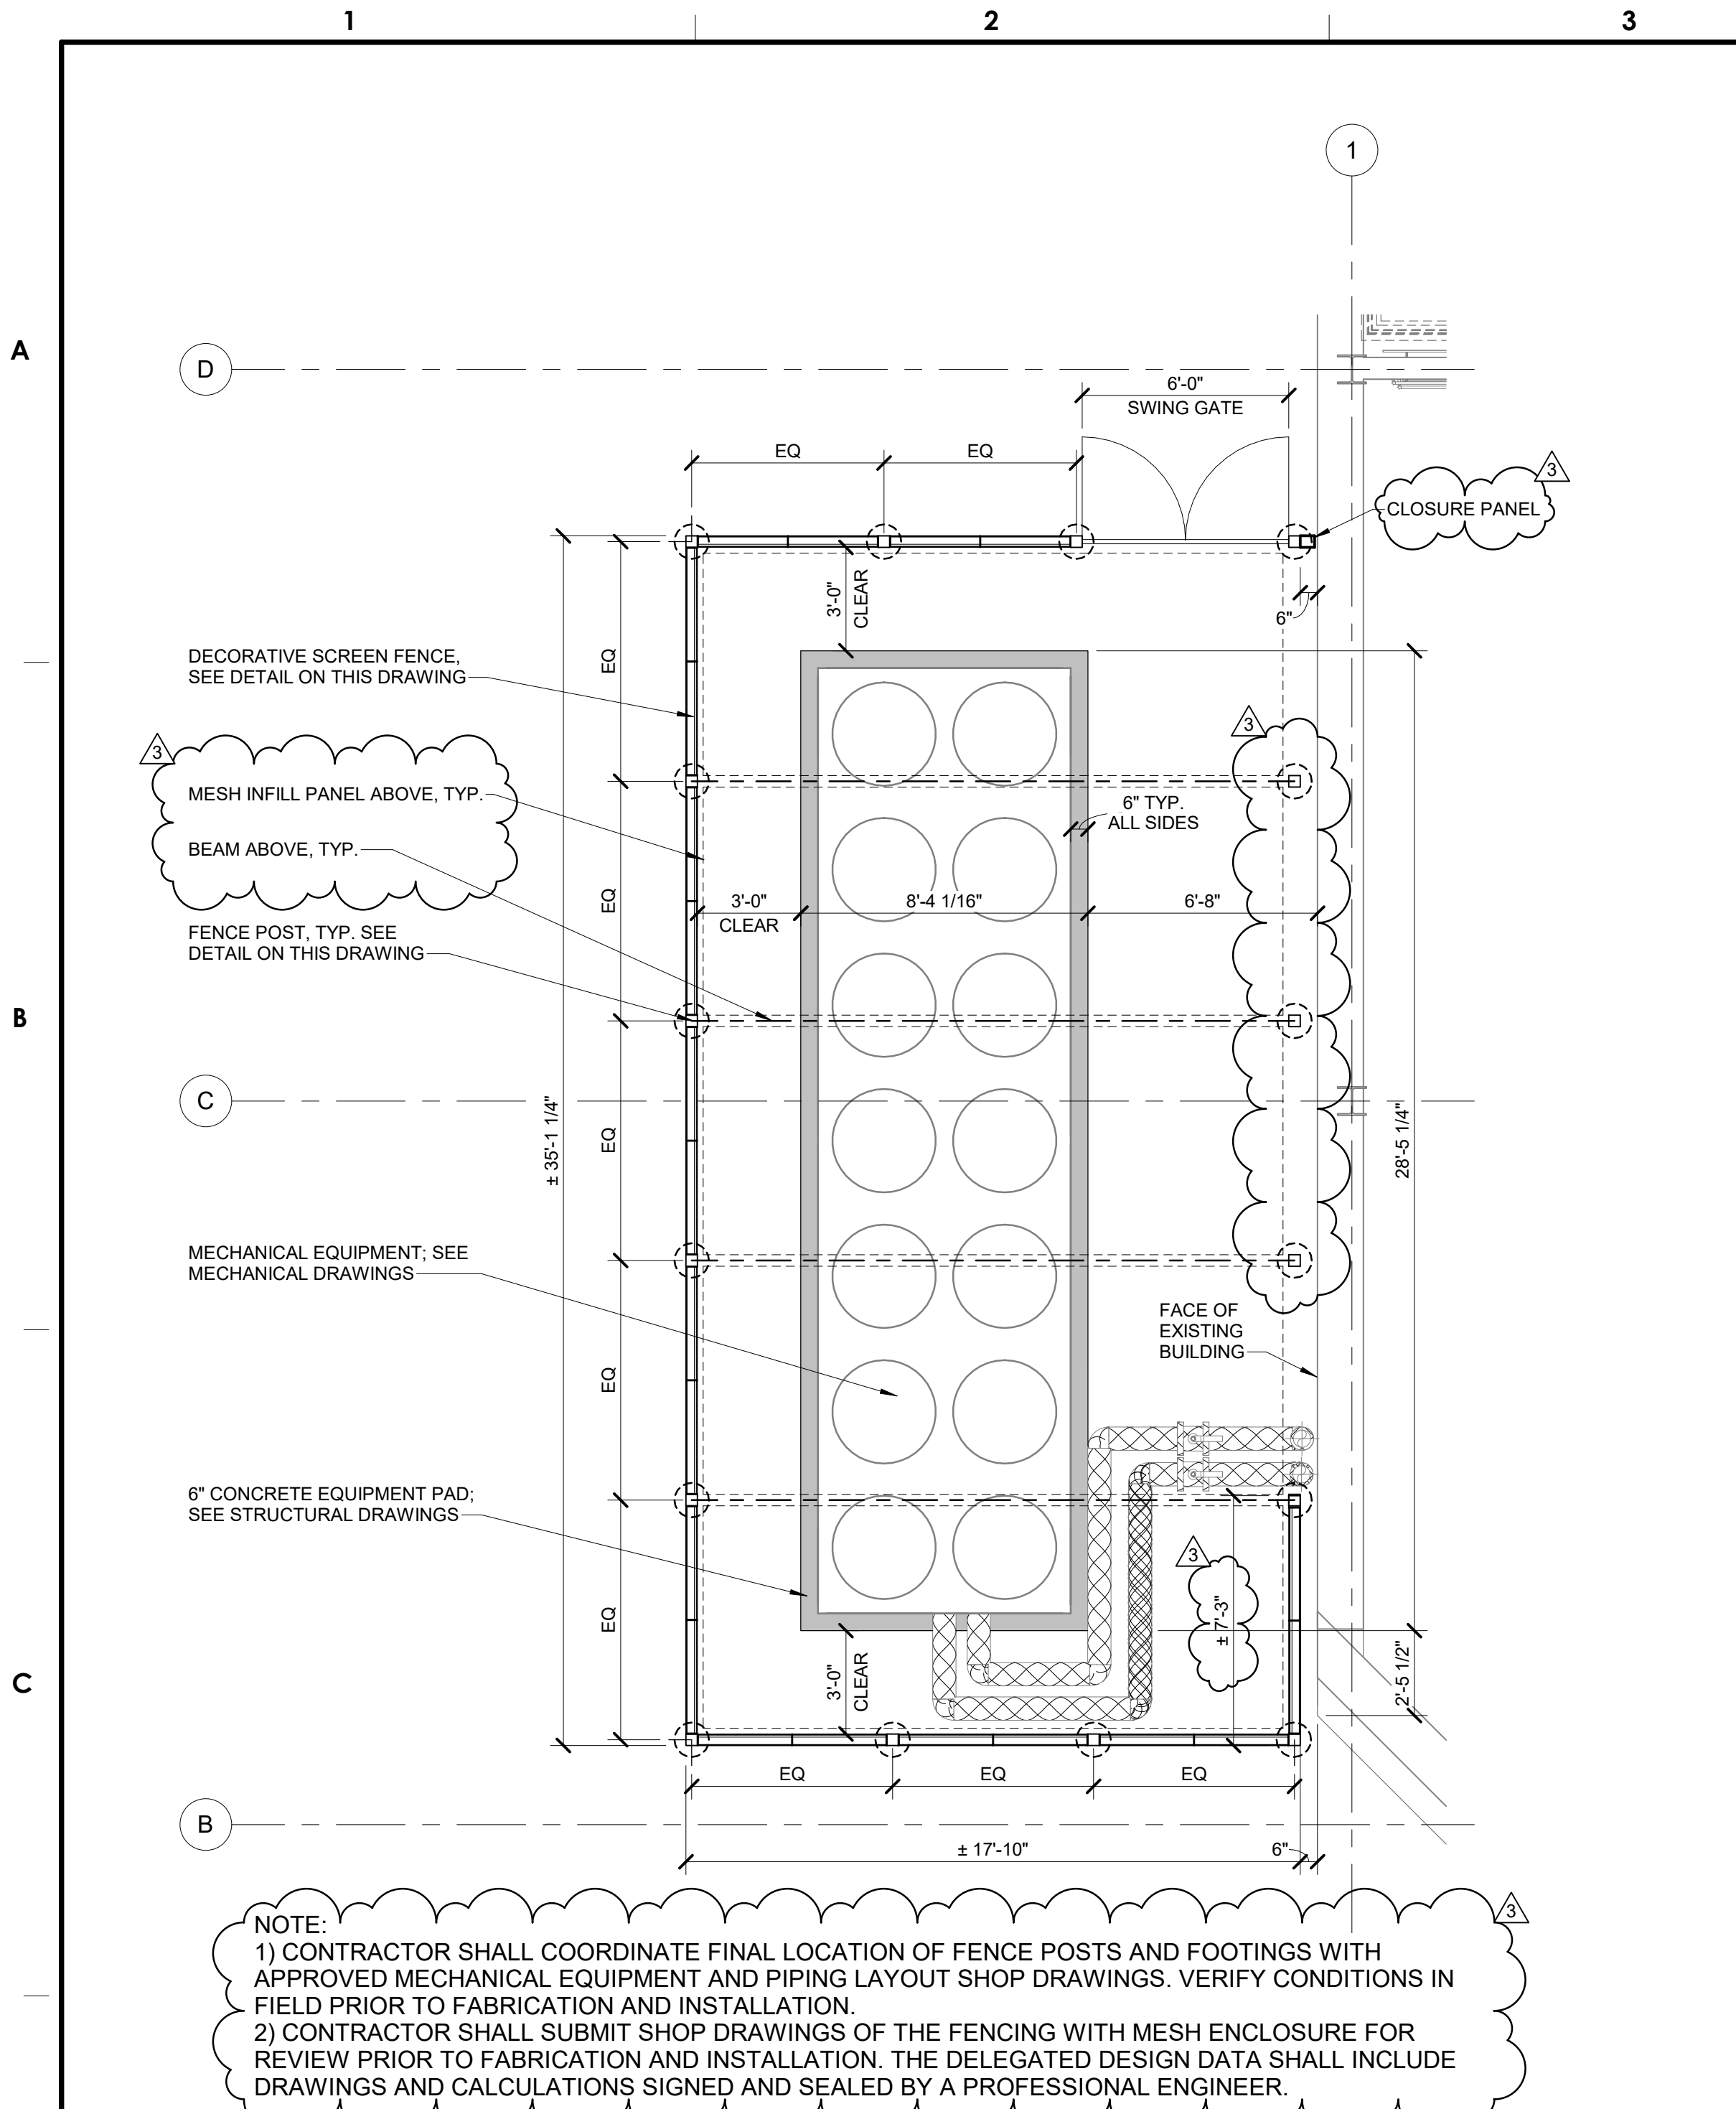 1
2
3
1
A
D
6'-0"
SWING GATE
EQ
EQ
3
CLOSURE PANEL
3'-0"
CLEAR
6"
EQ
DECORATIVE SCREEN FENCE,
SEE DETAIL ON THIS DRAWING
3
3
MESH INFILL PANEL ABOVE, TYP.
BEAM ABOVE, TYP.
6" TYP.
ALL SIDES
EQ
3'-0"
CLEAR
8'-4 1/16"
6'-8"
FENCE POST, TYP. SEE
DETAIL ON THIS DRAWING
B
C
± 35'-1 1/4"
EQ
28'-5 1/4"
MECHANICAL EQUIPMENT; SEE
MECHANICAL DRAWINGS
FACE OF
EXISTING
BUILDING
EQ
6" CONCRETE EQUIPMENT PAD;
SEE STRUCTURAL DRAWINGS
3
EQ
± 7'-3"
3'-0"
CLEAR
2'-5 1/2"
C
EQ
EQ
EQ
B
± 17'-10"
6"
3
NOTE:
1) CONTRACTOR SHALL COORDINATE FINAL LOCATION OF FENCE POSTS AND FOOTINGS WITH
APPROVED MECHANICAL EQUIPMENT AND PIPING LAYOUT SHOP DRAWINGS. VERIFY CONDITIONS IN
FIELD PRIOR TO FABRICATION AND INSTALLATION.
2) CONTRACTOR SHALL SUBMIT SHOP DRAWINGS OF THE FENCING WITH MESH ENCLOSURE FOR
REVIEW PRIOR TO FABRICATION AND INSTALLATION. THE DELEGATED DESIGN DATA SHALL INCLUDE
DRAWINGS AND CALCULATIONS SIGNED AND SEALED BY A PROFESSIONAL ENGINEER.